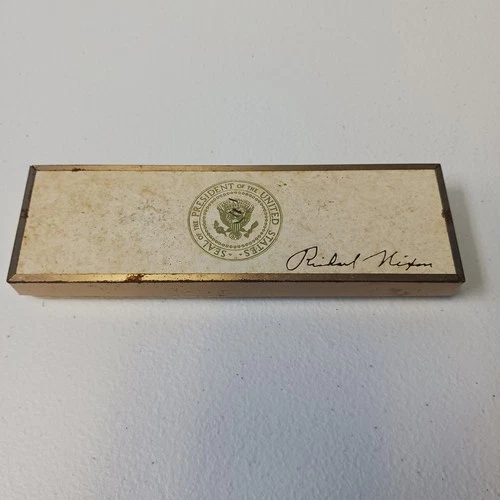 SEAL OF THE PRESIDENT OF THE UNITED STATES
Richard Nixon